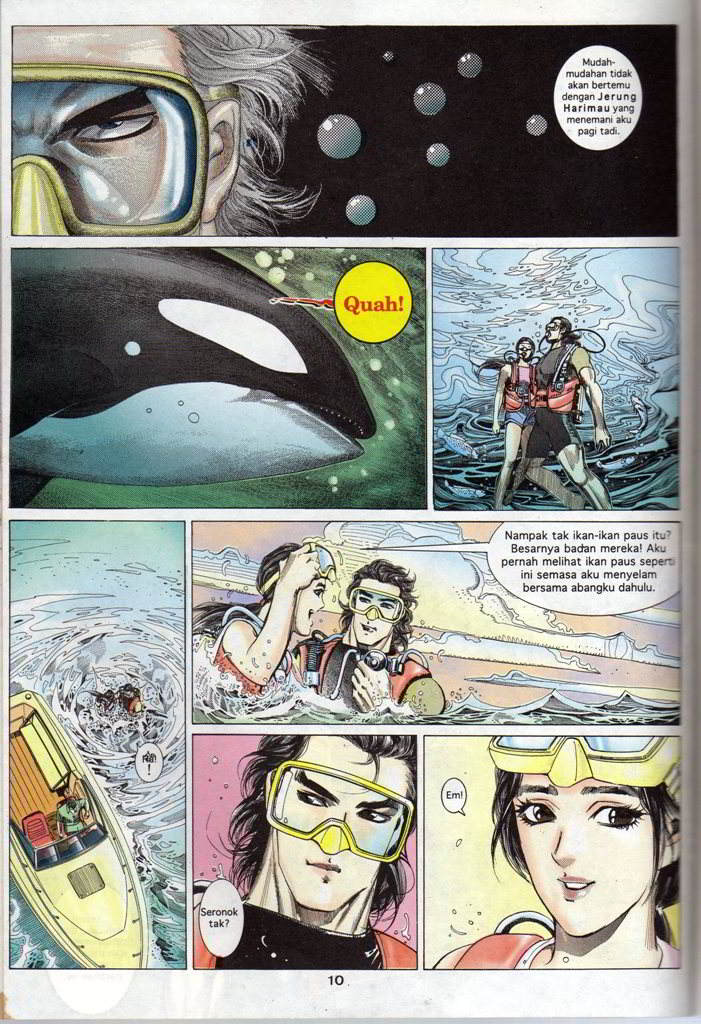 Mudah-
mudahan tidak
akan bertemu
dengan Jerung
Harimau yang
menemani aku
pagi tadi.
Quah!
Nampak tak ikan-ikan paus itu?
Besarnya badan mereka! Aku
pernah melihat ikan paus seperti
ini semasa aku menyelam
bersama abangku dahulu.
!
Seronok
tak?
Em!
10